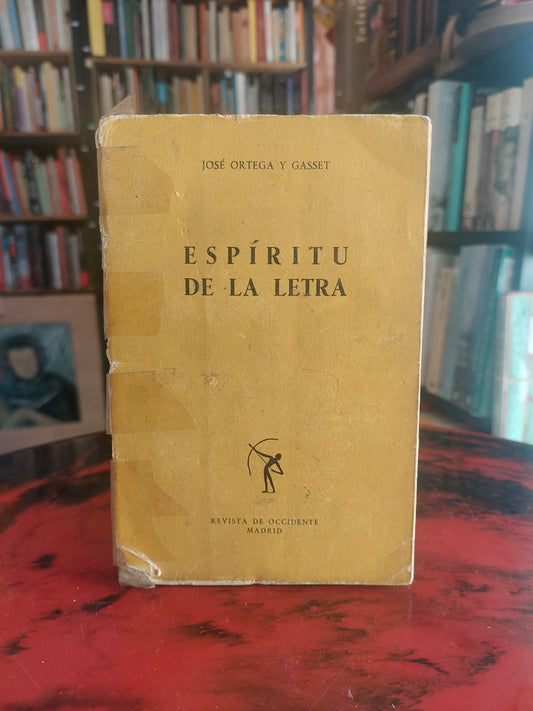 JOSÉ ORTEGA Y GASSET
ESPÍRITU
DE LA LETRA
REVISTA DE OCCIDENTE
MADRID